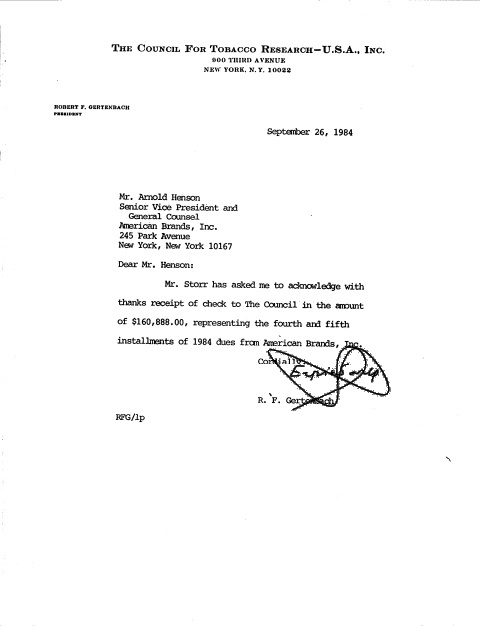 THE COUNCIL FOR TOBACCO RESEARCH—U.S.A., INC.
900 THIRD AVENUE
NEW YORK, N. Y. 10022
ROBERT F. GERTENBACH
PRESIDENT
September 26, 1984
Mr. Arnold Henson
Senior Vice President and
General Counsel
American Brands, Inc.
245 Park Avenue
New York, New York 10167
Dear Mr. Henson:
Mr. Storr has asked me to acknowledge with
thanks receipt of check to The Council in the amount
of $160,888.00, representing the fourth and fifth
installments of 1984 dues from American Brands, Inc.
Cordially,
R. F. Gertenbach
RFG/lp